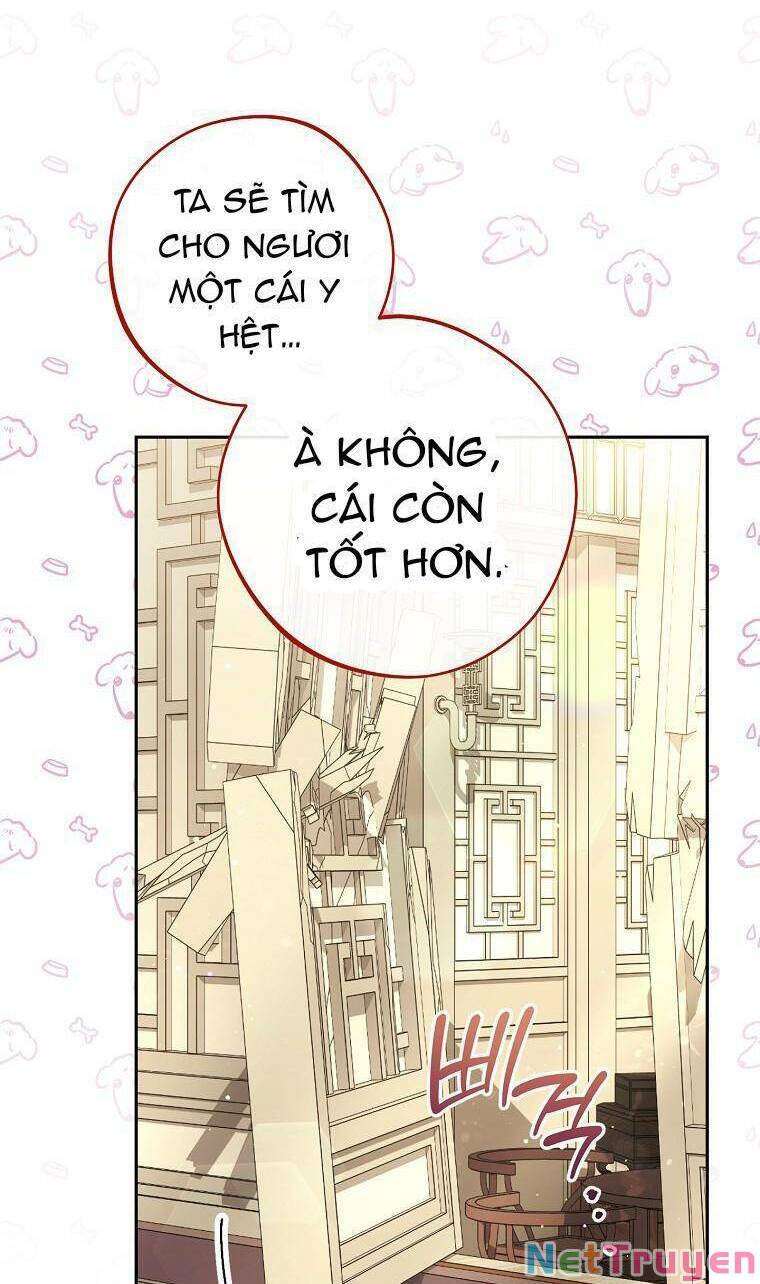 TA SẼ TÌM
CHO NGƯƠI
MỘT CÁI Y
HỆT...
À KHÔNG,
CÁI CÒN
TỐT HƠN.
삐걱
NetTruyen